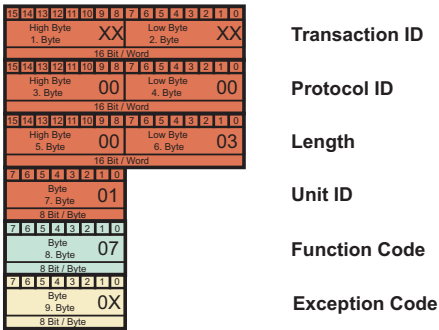 15 14 13 12 11 10 9 8 7 6 5 4 3 2 1 0
High Byte 1. Byte XX Low Byte 2. Byte XX
16 Bit / Word
Transaction ID
15 14 13 12 11 10 9 8 7 6 5 4 3 2 1 0
High Byte 3. Byte 00 Low Byte 4. Byte 00
16 Bit / Word
Protocol ID
15 14 13 12 11 10 9 8 7 6 5 4 3 2 1 0
High Byte 5. Byte 00 Low Byte 6. Byte 03
16 Bit / Word
Length
7 6 5 4 3 2 1 0
Byte 7. Byte 01
8 Bit / Byte
Unit ID
7 6 5 4 3 2 1 0
Byte 8. Byte 07
8 Bit / Byte
Function Code
7 6 5 4 3 2 1 0
Byte 9. Byte 0X
8 Bit / Byte
Exception Code